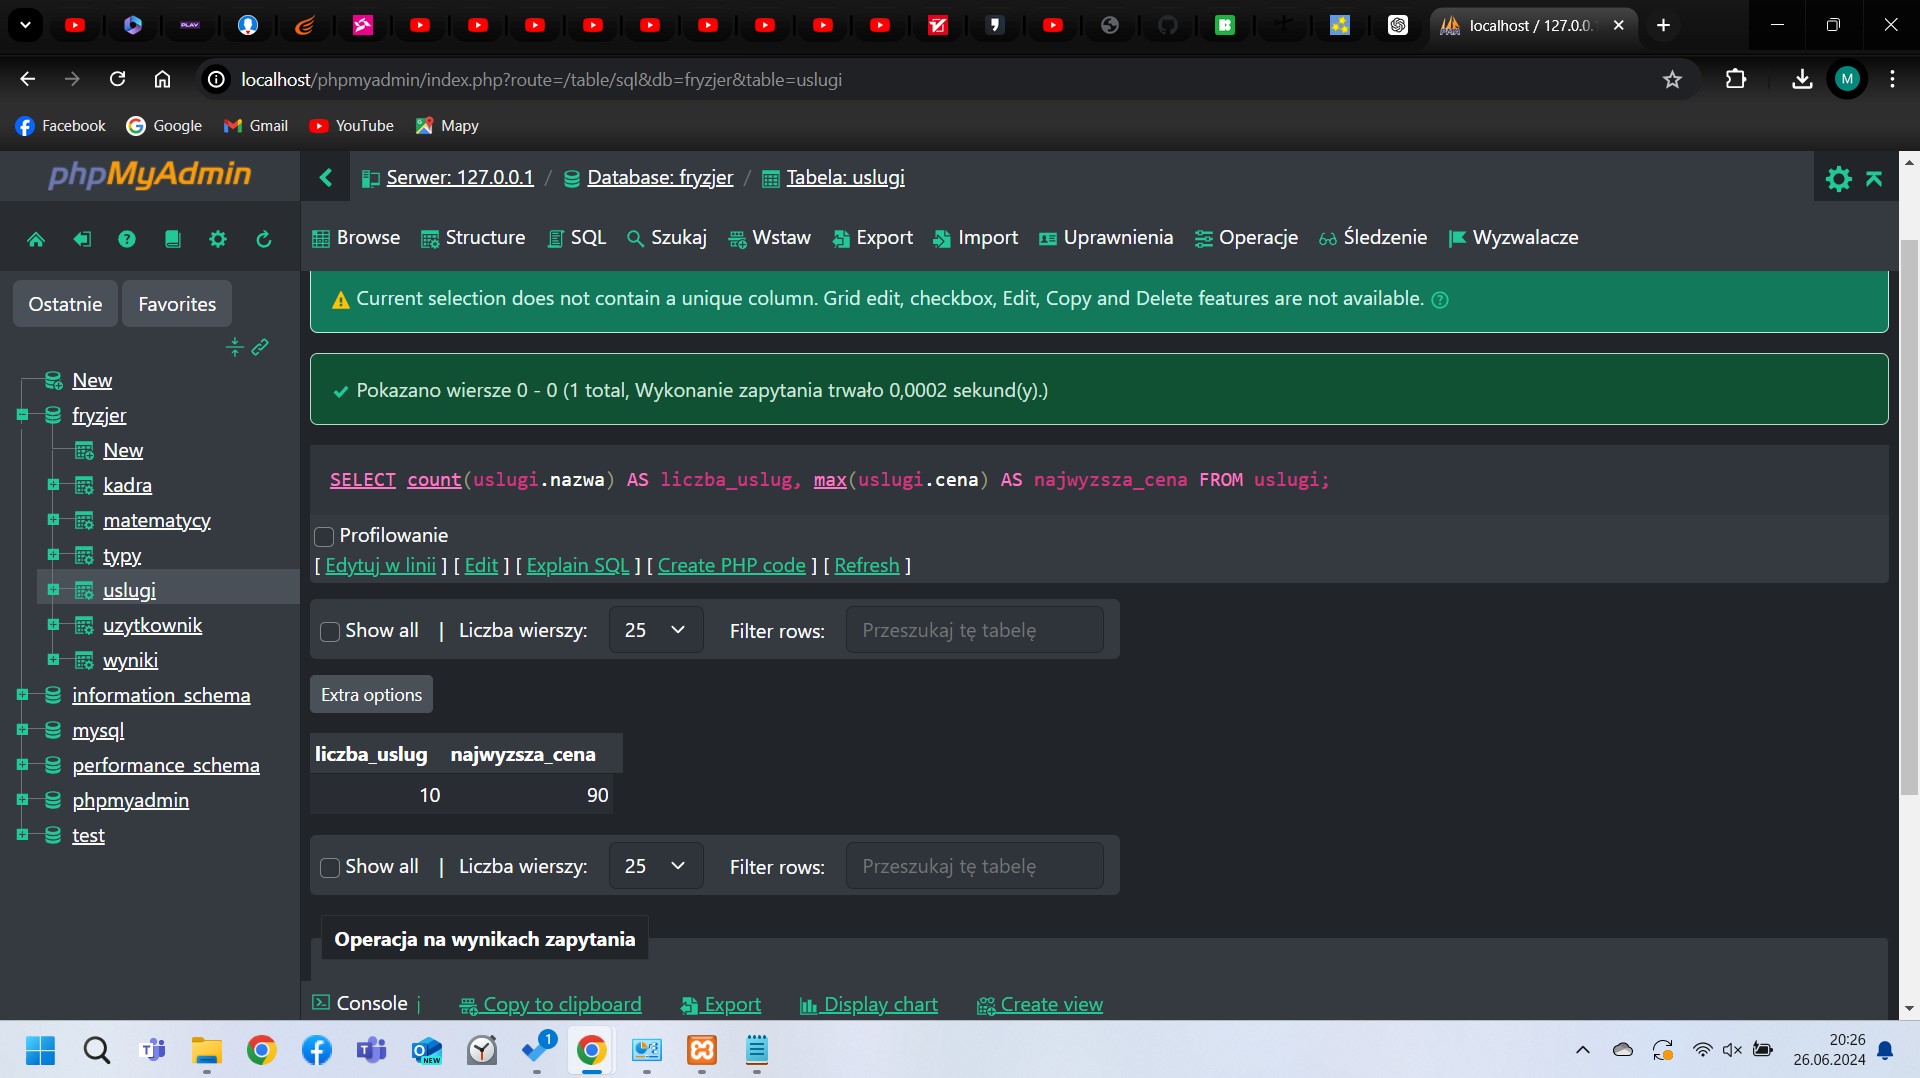 PLAY
localhost / 127.0.0.
localhost/phpmyadmin/index.php?route=/table/sql&db=fryzjer&table=uslugi
M
Facebook Google Gmail YouTube Mapy
phpMyAdmin
Serwer: 127.0.0.1 / Database: fryzjer / Tabela: uslugi
Browse Structure SQL Szukaj Wstaw Export Import Uprawnienia Operacje Śledzenie Wyzwalacze
Ostatnie Favorites
New
fryzjer
New
kadra
matematycy
typy
uslugi
uzytkownik
wyniki
information_schema
mysql
performance_schema
phpmyadmin
test
Current selection does not contain a unique column. Grid edit, checkbox, Edit, Copy and Delete features are not available.
Pokazano wiersze 0 - 0 (1 total, Wykonanie zapytania trwało 0,0002 sekund(y).)
SELECT count(uslugi.nazwa) AS liczba_uslug, max(uslugi.cena) AS najwyzsza_cena FROM uslugi;
Profilowanie
[ Edytuj w linii ] [ Edit ] [ Explain SQL ] [ Create PHP code ] [ Refresh ]
Show all | Liczba wierszy: 25 Filter rows: Przeszukaj tę tabelę
Extra options
liczba_uslug najwyzsza_cena
10 90
Show all | Liczba wierszy: 25 Filter rows: Przeszukaj tę tabelę
Operacja na wynikach zapytania
Console Copy to clipboard Export Display chart Create view
NEW
1
20:26
26.06.2024